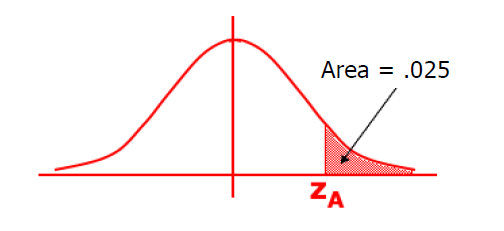 Area = .025
zA